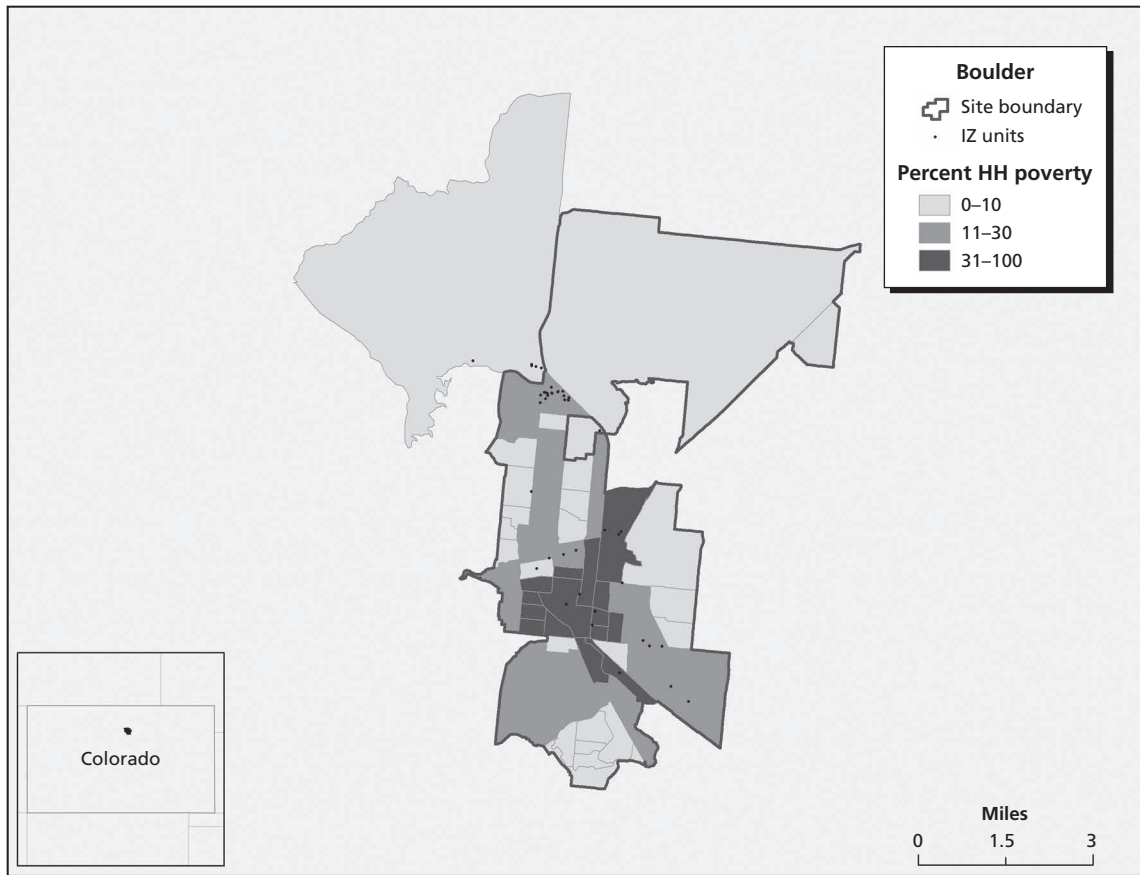 Boulder
Site boundary
IZ units
Percent HH poverty
0–10
11–30
31–100
Colorado
Miles
0 1.5 3